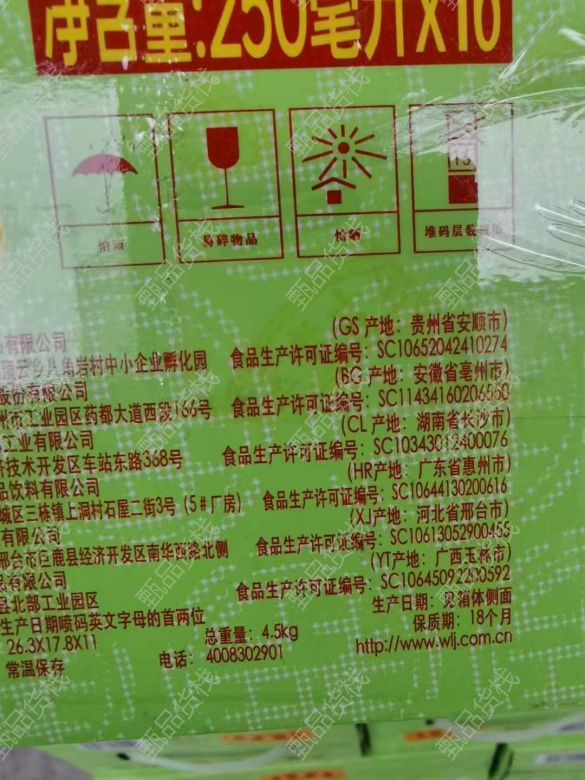 净含量:250毫升X16
怕湿
易碎物品
怕晒
堆码层数
有限公司
(GS 产地: 贵州省安顺市)
八角岩村中小企业孵化园 食品生产许可证编号: SC10652042410274
股份有限公司
(BG 产地: 安徽省亳州市)
州市工业园区药都大道西段166号 食品生产许可证编号: SC11434160206550
工业有限公司
(CL 产地: 湖南省长沙市)
技术开发区车站东路368号 食品生产许可证编号: SC10343012400076
品饮料有限公司
(HR产地: 广东省惠州市)
城区三栋镇上洞村石屋二街3号 (5#厂房) 食品生产许可证编号: SC10644130200616
有限公司
(XJ产地: 河北省邢台市)
邢台市巨鹿县经济开发区南华西路北侧 食品生产许可证编号: SC10613052900455
有限公司
(YT产地: 广西玉林市)
县北部工业园区 食品生产许可证编号: SC10645092200592
生产日期喷码英文字母的首两位 生产日期: 见箱体侧面
26.3X17.8X11 总重量: 4.5kg 保质期: 18个月
常温保存 电话: 4008302901 http://www.wlj.com.cn
甄品货栈